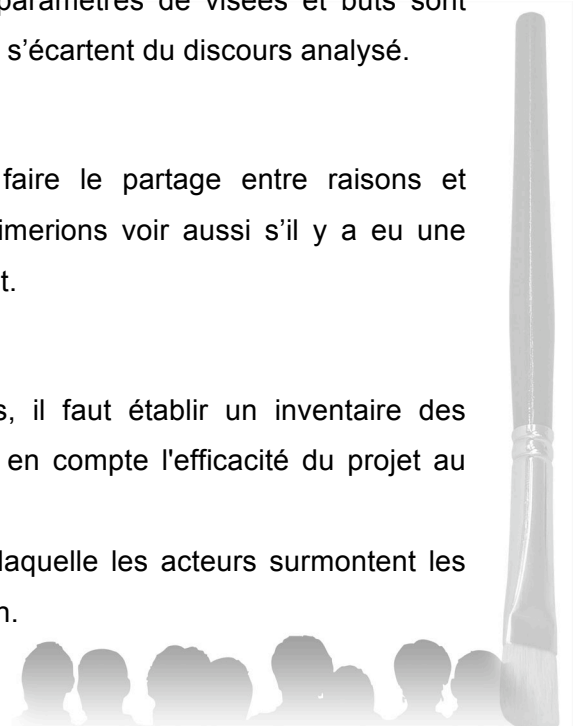 paramètres de visées et buts sont
s’écartent du discours analysé.
faire le partage entre raisons et
imerions voir aussi s’il y a eu une
t.
s, il faut établir un inventaire des
en compte l'efficacité du projet au
laquelle les acteurs surmontent les
n.